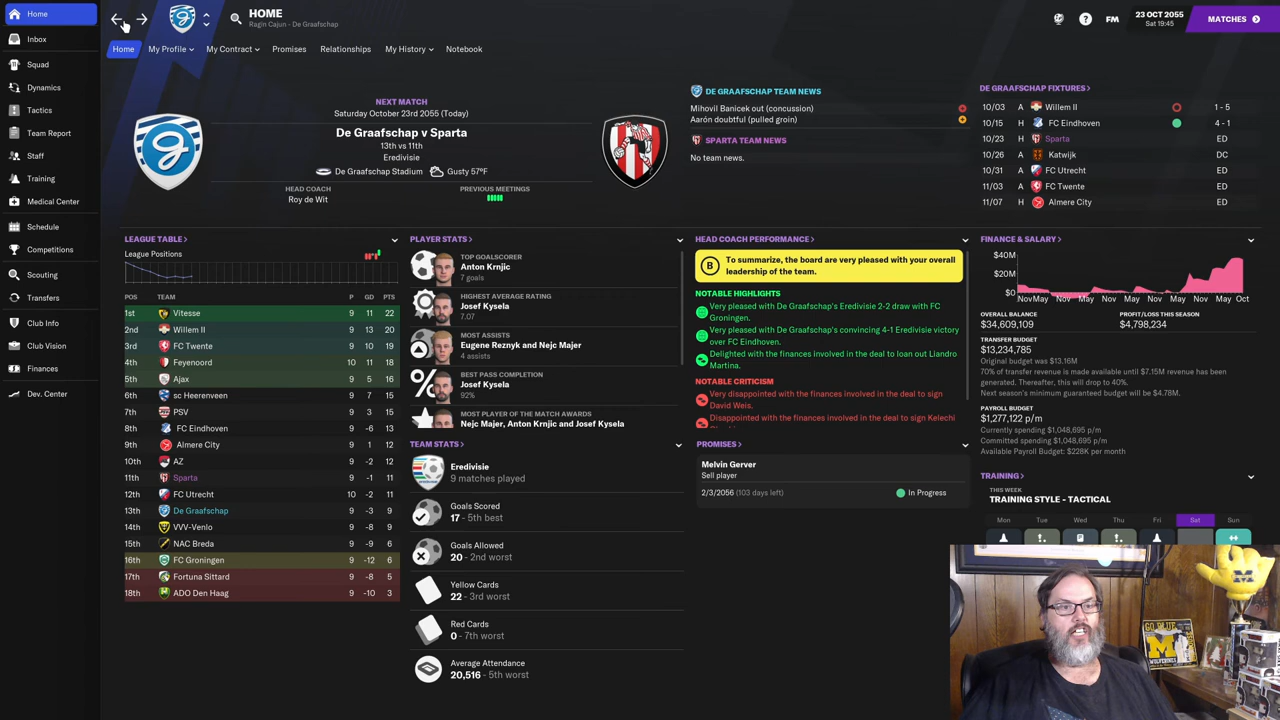 Home
Inbox
Squad
Dynamics
Tactics
Team Report
Staff
Training
Medical Center
Schedule
Competitions
Scouting
Transfers
Club Info
Club Vision
Finances
Dev. Center
HOME
Ragin Cajun - De Graafschap
?
FM
23 OCT 2055
Sat 19:45
MATCHES
Home
My Profile
My Contract
Promises
Relationships
My History
Notebook
NEXT MATCH
Saturday October 23rd 2055 (Today)
De Graafschap v Sparta
13th vs 11th
Eredivisie
De Graafschap Stadium
Gusty 57°F
HEAD COACH
Roy de Wit
PREVIOUS MEETINGS
DE GRAAFSCHAP TEAM NEWS
Mihovil Banicek out (concussion)
Aarón doubtful (pulled groin)
SPARTA TEAM NEWS
No team news.
DE GRAAFSCHAP FIXTURES
10/03 A Willem II 1 - 5
10/15 H FC Eindhoven 4 - 1
10/23 H Sparta ED
10/26 A Katwijk DC
10/31 A FC Utrecht ED
11/03 A FC Twente ED
11/07 H Almere City ED
LEAGUE TABLE
League Positions
POS TEAM P GD PTS
1st Vitesse 9 11 22
2nd Willem II 9 13 20
3rd FC Twente 9 10 19
4th Feyenoord 10 11 18
5th Ajax 9 5 16
6th sc Heerenveen 9 7 15
7th PSV 9 3 15
8th FC Eindhoven 9 -6 13
9th Almere City 9 1 12
10th AZ 9 -2 12
11th Sparta 9 -1 11
12th FC Utrecht 10 -2 11
13th De Graafschap 9 -3 9
14th VVV-Venlo 9 -8 9
15th NAC Breda 9 -9 6
16th FC Groningen 9 -12 6
17th Fortuna Sittard 9 -8 5
18th ADO Den Haag 9 -10 3
PLAYER STATS
TOP GOALSCORER
Anton Krnjic
7 goals
HIGHEST AVERAGE RATING
Josef Kysela
7.07
MOST ASSISTS
Eugene Reznyk and Nejc Majer
4 assists
BEST PASS COMPLETION
Josef Kysela
92%
MOST PLAYER OF THE MATCH AWARDS
Nejc Majer, Anton Krnjic and Josef Kysela
TEAM STATS
Eredivisie
9 matches played
Goals Scored
17 - 5th best
Goals Allowed
20 - 2nd worst
Yellow Cards
22 - 3rd worst
Red Cards
0 - 7th worst
Average Attendance
20,516 - 5th worst
HEAD COACH PERFORMANCE
B
To summarize, the board are very pleased with your overall
leadership of the team.
NOTABLE HIGHLIGHTS
Very pleased with De Graafschap's Eredivisie 2-2 draw with FC
Groningen.
Very pleased with De Graafschap's convincing 4-1 Eredivisie victory
over FC Eindhoven.
Delighted with the finances involved in the deal to loan out Liandro
Martina.
NOTABLE CRITICISM
Very disappointed with the finances involved in the deal to sign
David Weis.
Disappointed with the finances involved in the deal to sign Kelechi
PROMISES
Melvin Gerver
Sell player
2/3/2056 (103 days left)
In Progress
FINANCE & SALARY
$40M
$20M
$0
Nov May Nov May Nov May Nov May Nov May Oct
OVERALL BALANCE
$34,609,109
PROFIT/LOSS THIS SEASON
$4,798,234
TRANSFER BUDGET
$13,234,785
Original budget was $13.16M
70% of transfer revenue is made available until $7.15M revenue has been
generated. Thereafter, this will drop to 40%.
Next season's minimum guaranteed budget will be $4.78M.
PAYROLL BUDGET
$1,277,122 p/m
Currently spending $1,048,695 p/m
Committed spending $1,048,695 p/m
Available Payroll Budget: $228K per month
TRAINING
THIS WEEK
TRAINING STYLE - TACTICAL
Mon Tue Wed Thu Fri Sat Sun
M
GO BLUE
M
WOLVERINES